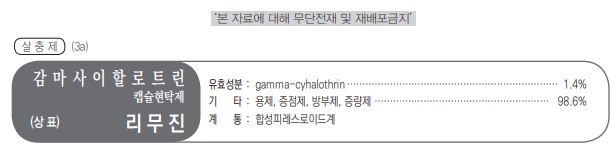 '본 자료에 대해 무단전재 및 재배포금지'
살충제 (3a)
감마사이할로트린
캡슐현탁제
(상표) 리무진
유효성분 : gamma-cyhalothrin ······ 1.4%
기 타 : 용제, 증점제, 방부제, 증량제 ······ 98.6%
계 통 : 합성피레스로이드계